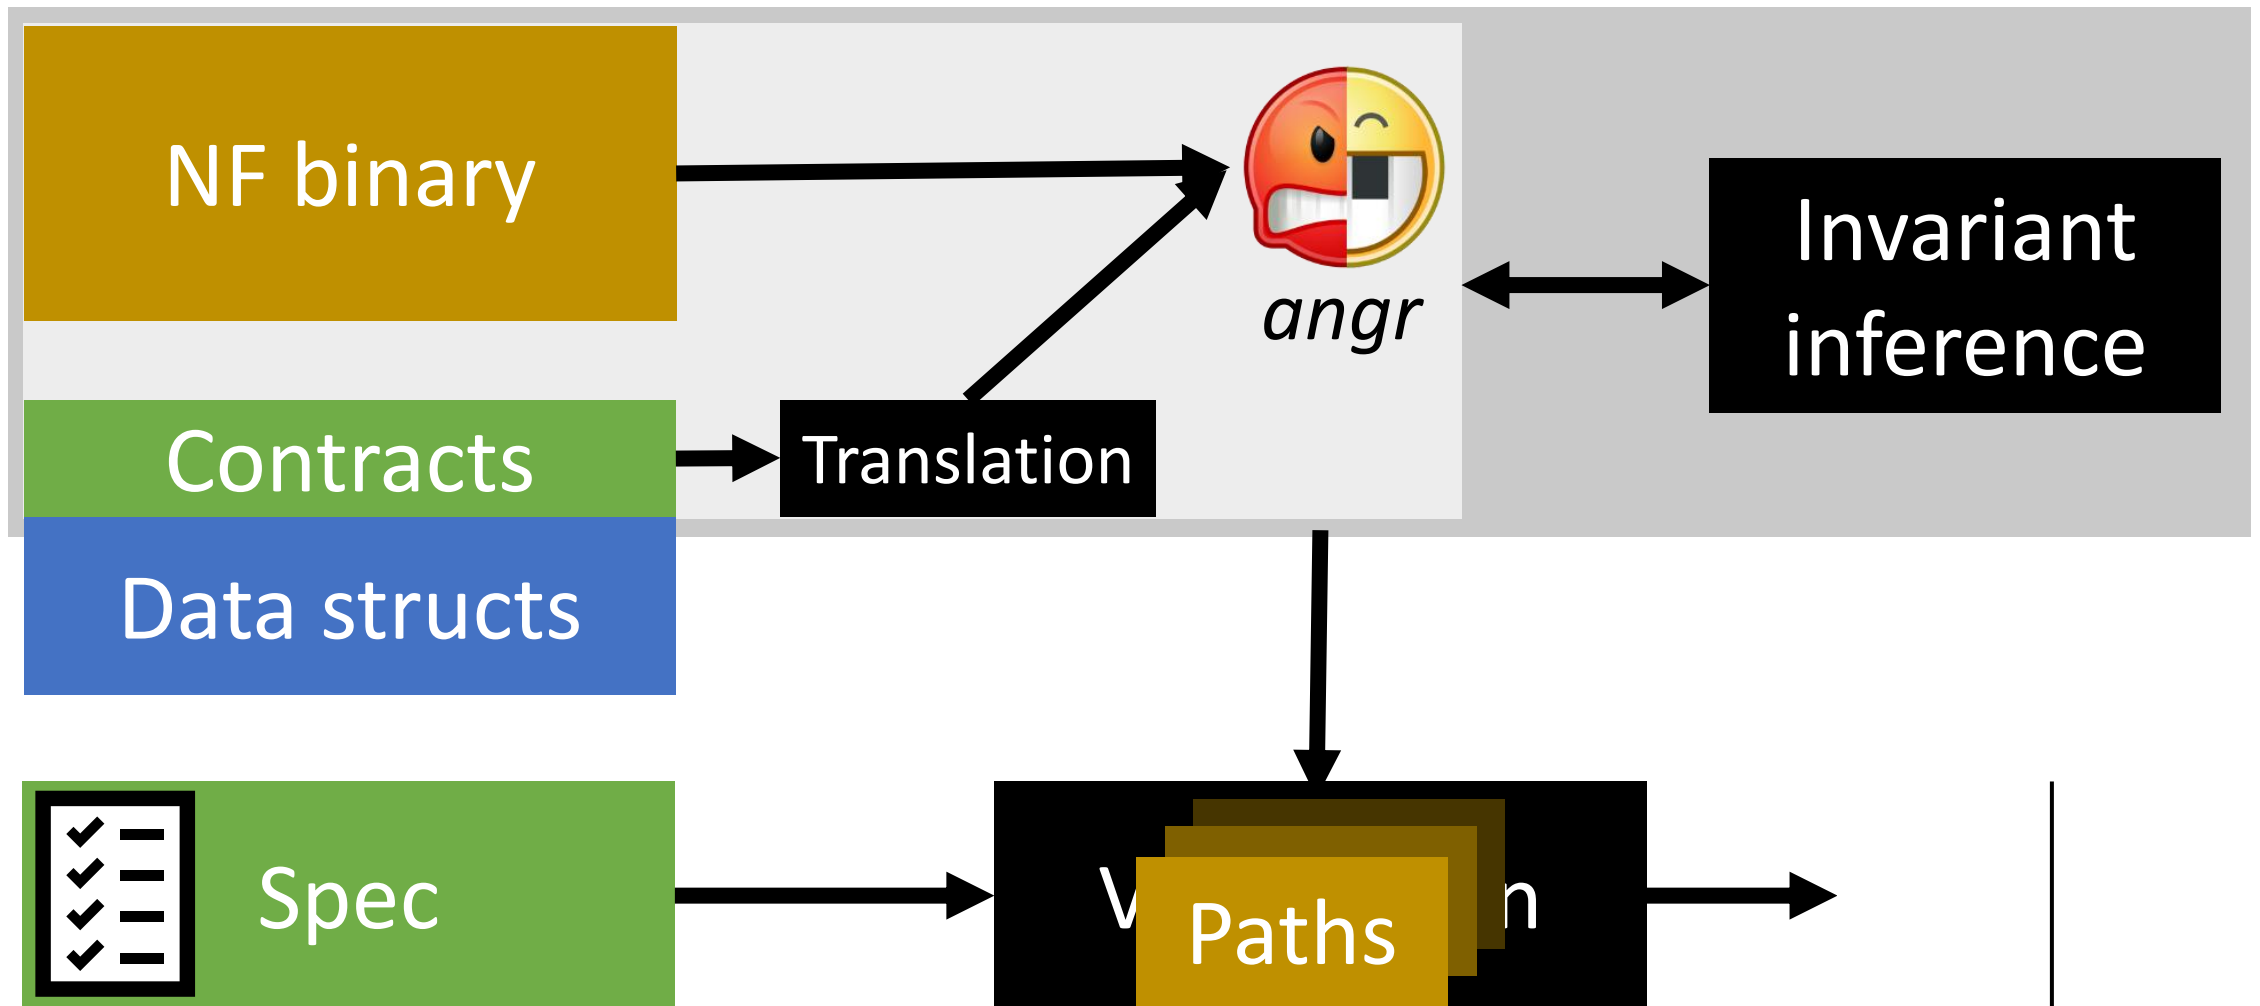 NF binary
angr
Invariant
inference
Contracts
Translation
Data structs
Spec
Paths